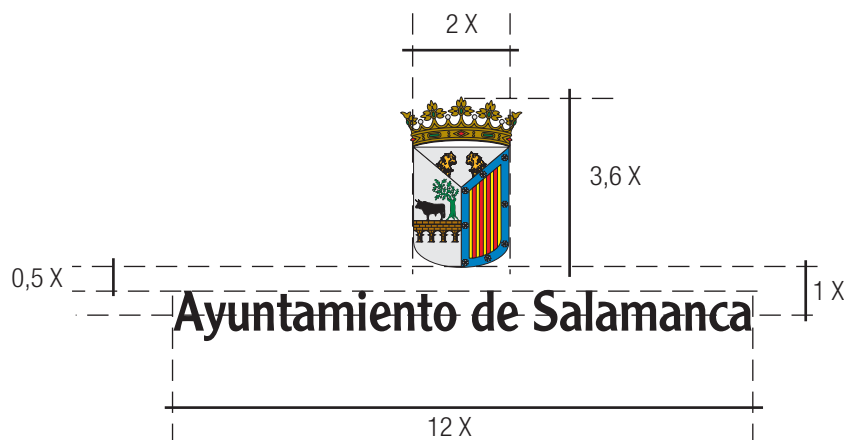 2 X
3,6 X
0,5 X
1 X
Ayuntamiento de Salamanca
12 X